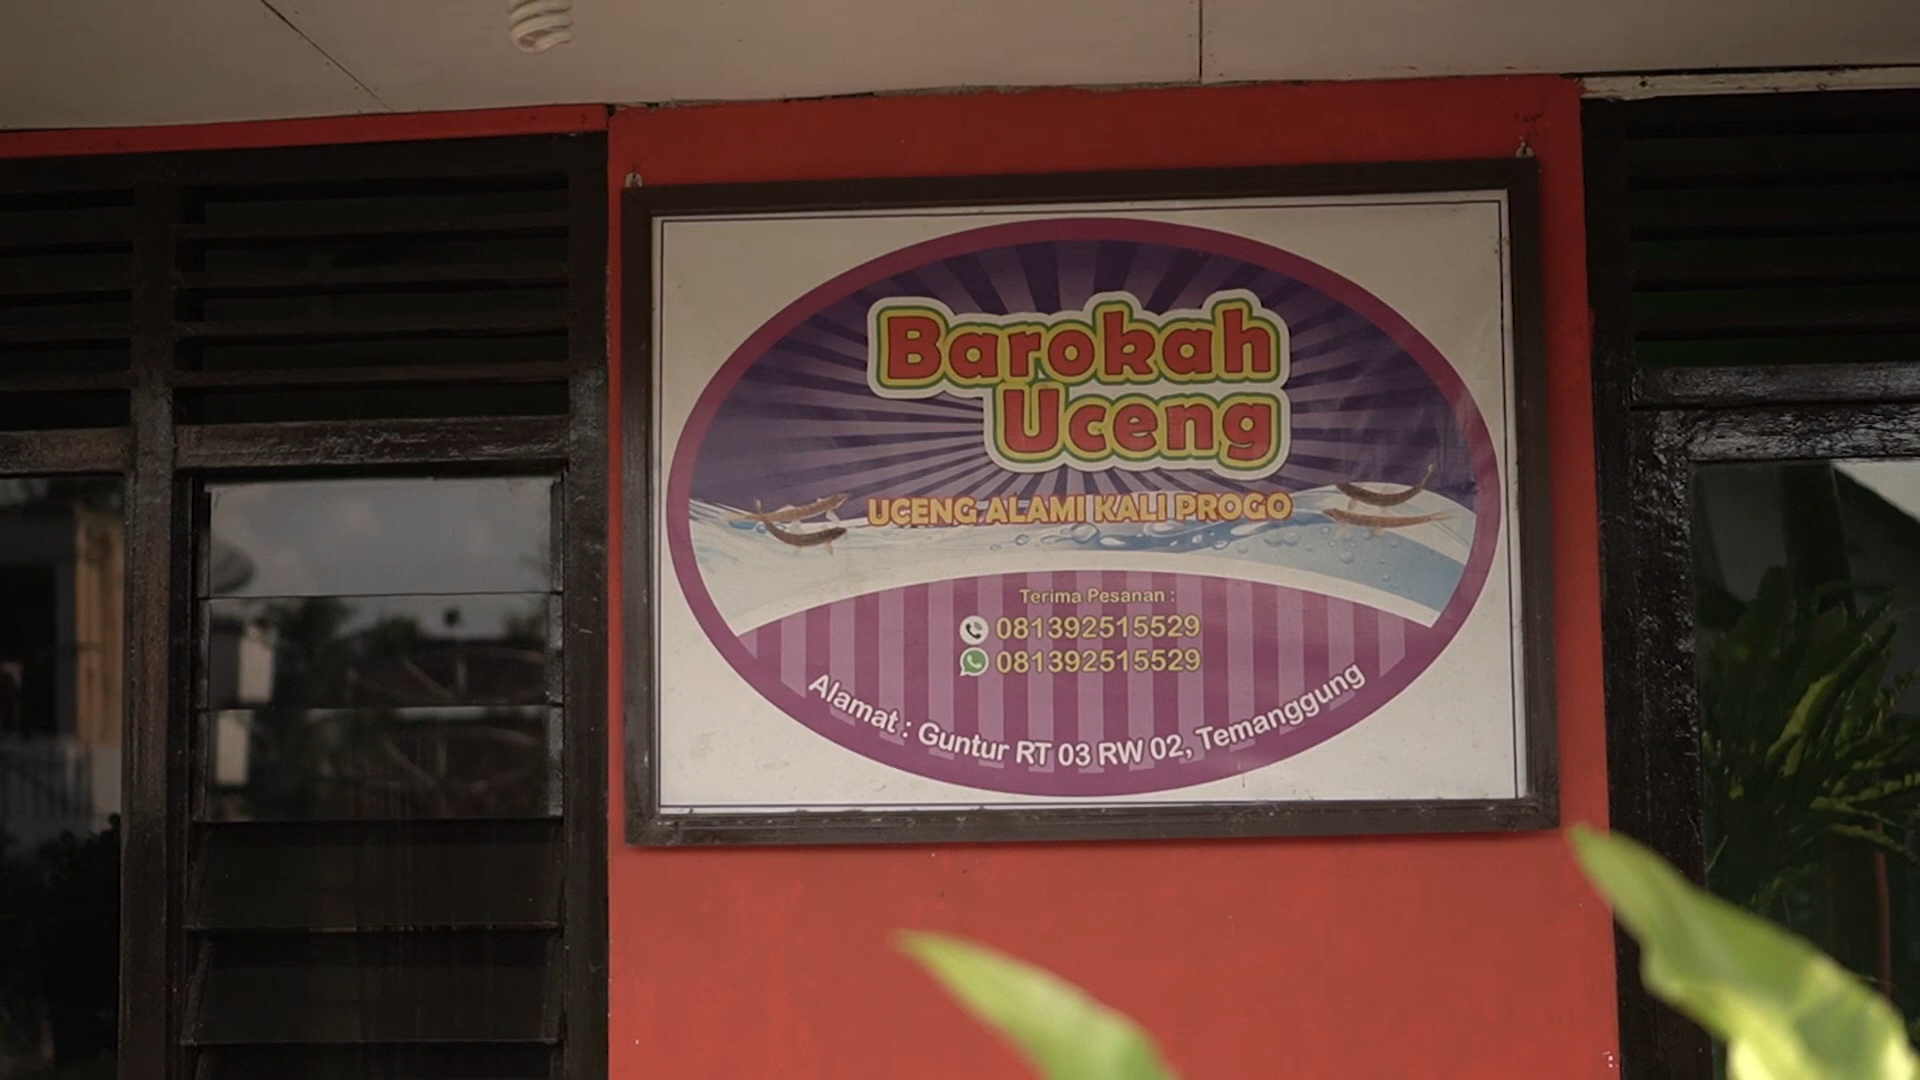 Barokah
Uceng
UCENG ALAMI KALI PROGO
Terima Pesanan :
081392515529
081392515529
Alamat : Guntur RT 03 RW 02, Temanggung